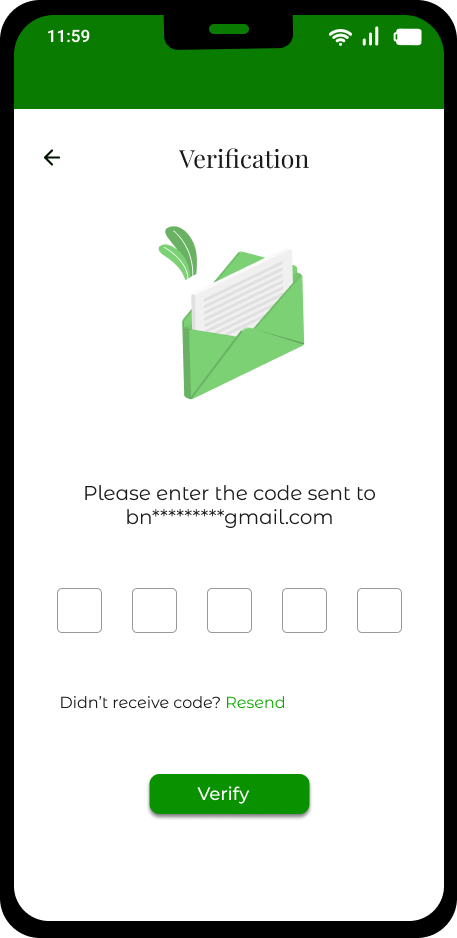 11:59
Verification
Please enter the code sent to
bn*********gmail.com
Didn’t receive code? Resend
Verify